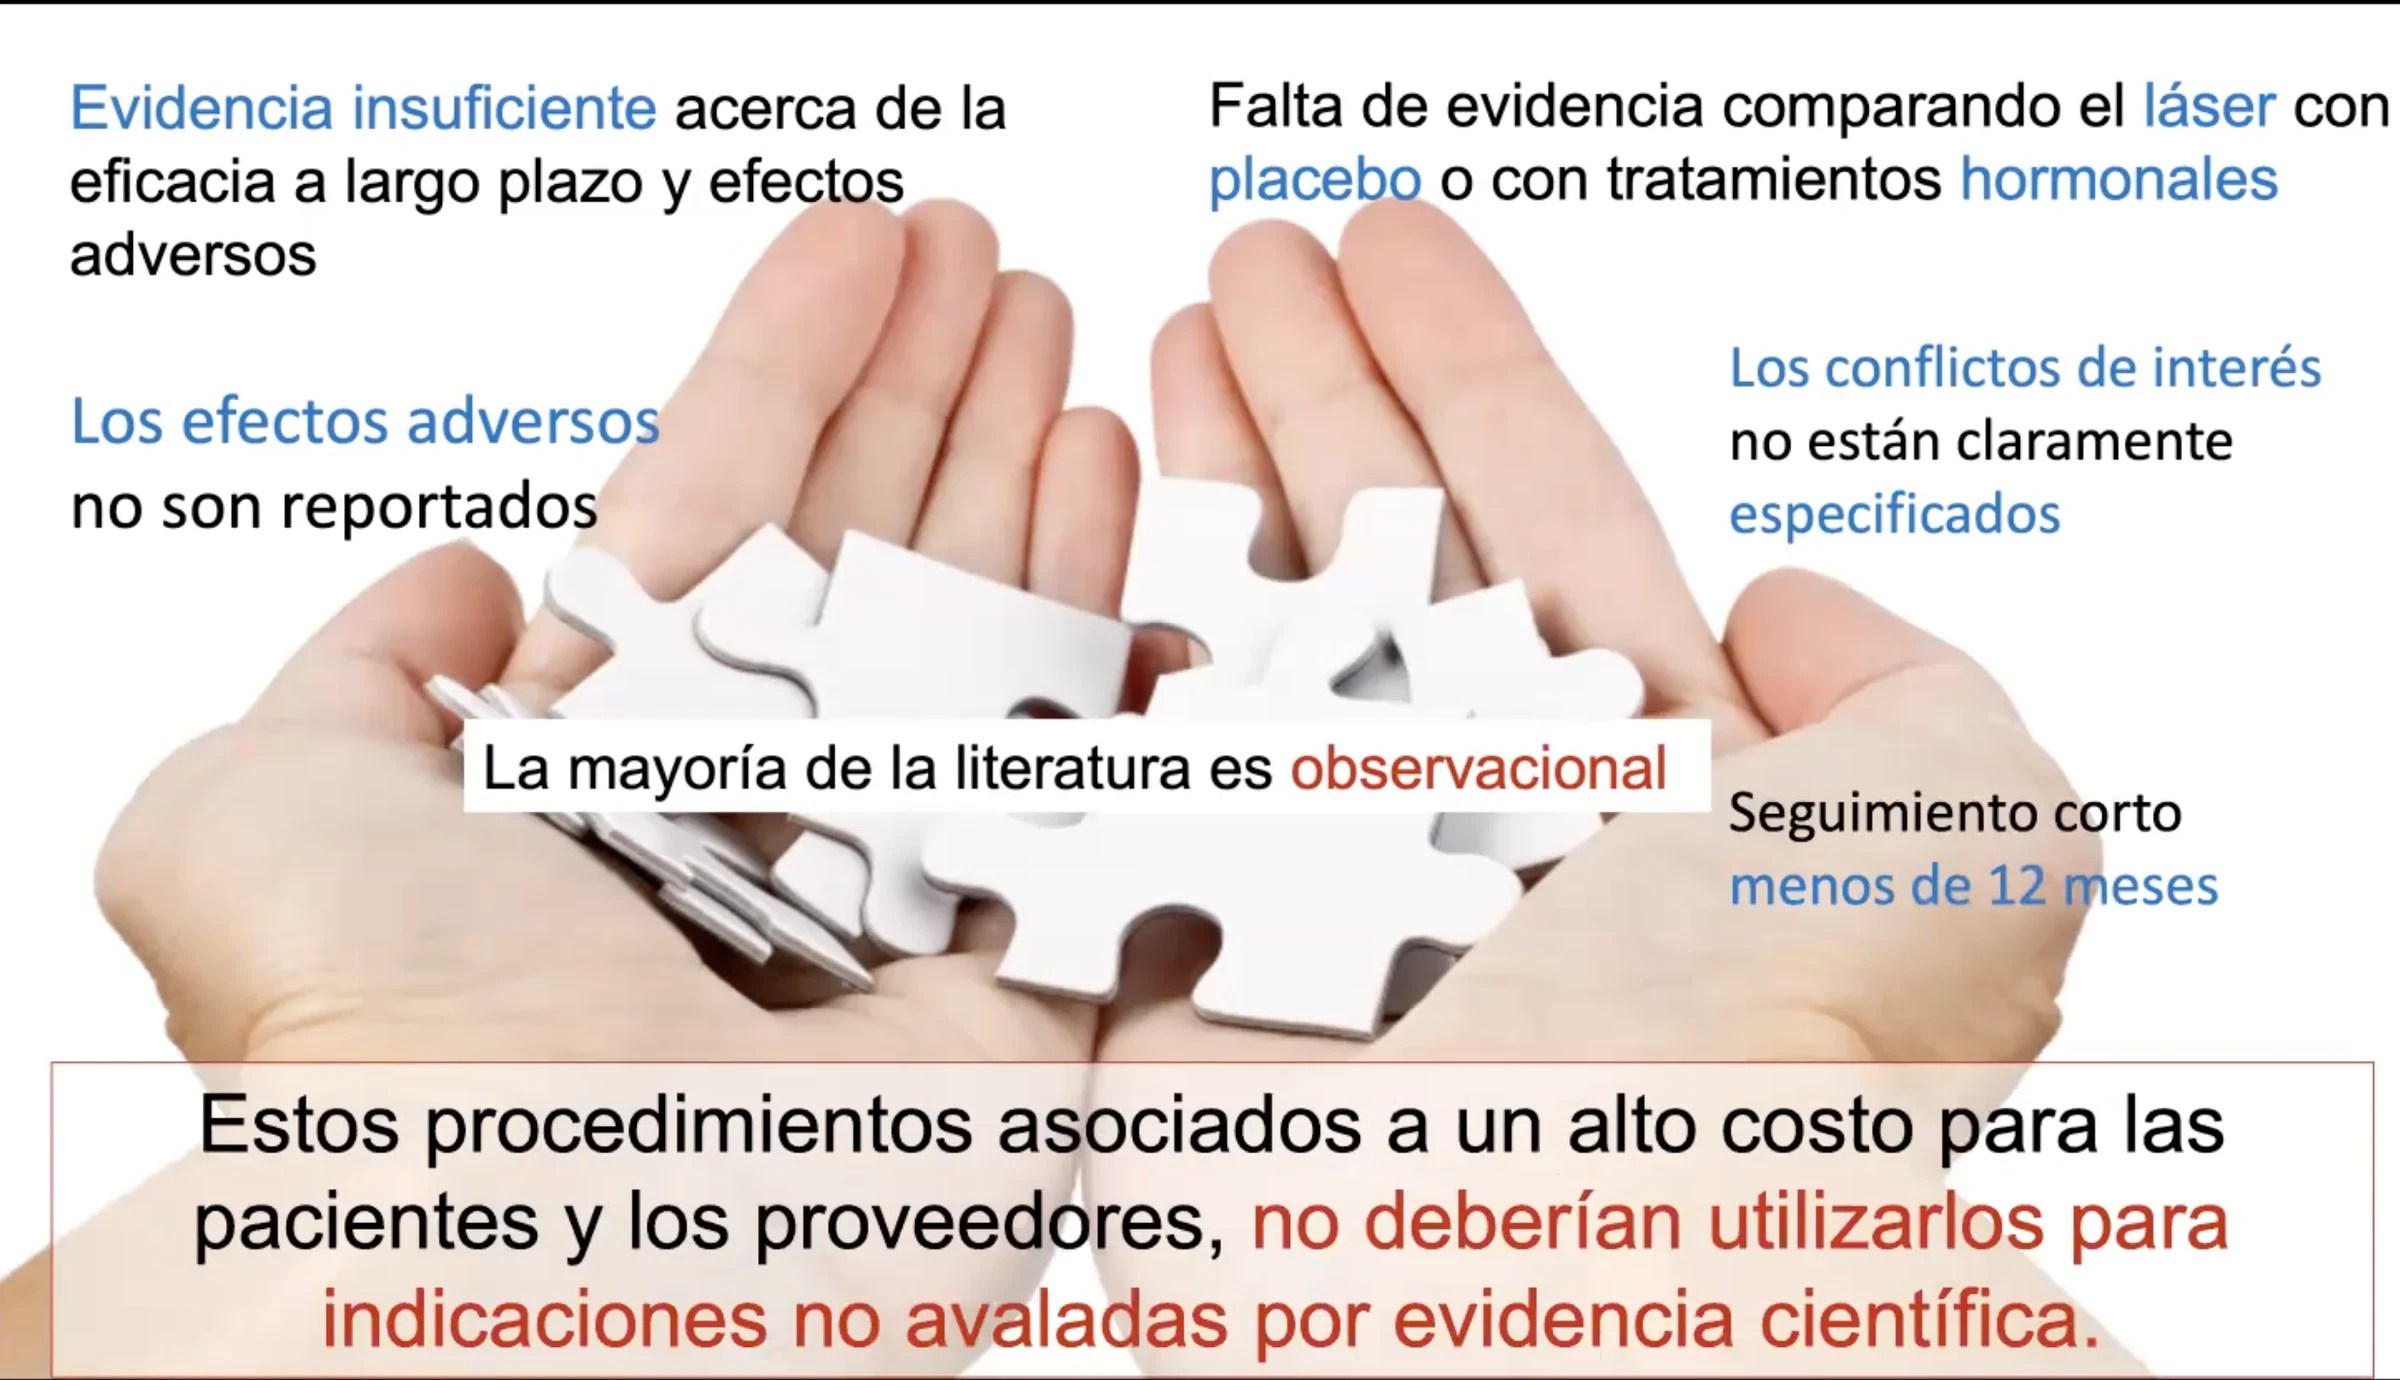 Evidencia insuficiente acerca de la
eficacia a largo plazo y efectos
adversos
Falta de evidencia comparando el láser con
placebo o con tratamientos hormonales
Los efectos adversos
no son reportados
Los conflictos de interés
no están claramente
especificados
La mayoría de la literatura es observacional
Seguimiento corto
menos de 12 meses
Estos procedimientos asociados a un alto costo para las
pacientes y los proveedores, no deberían utilizarlos para
indicaciones no avaladas por evidencia científica.